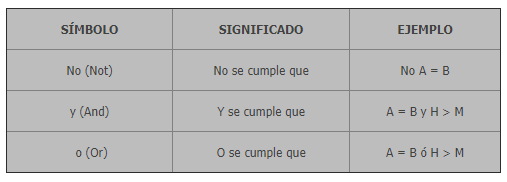 SÍMBOLO SIGNIFICADO EJEMPLO
No (Not) No se cumple que No A = B
y (And) Y se cumple que A = B y H > M
o (Or) O se cumple que A = B ó H > M